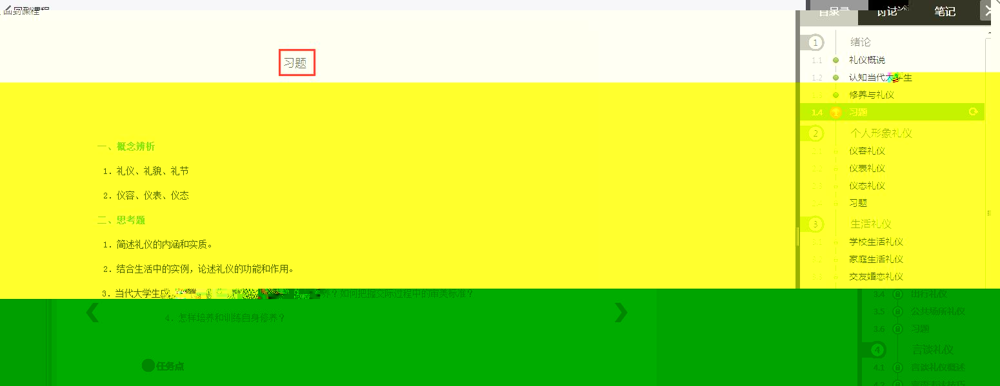 回到课程
目录
讨论
笔记
习题
一、概念辨析
1. 礼仪、礼貌、礼节
2. 仪容、仪表、仪态
二、思考题
1. 简述礼仪的内涵和实质。
2. 结合生活中的实例，论述礼仪的功能和作用。
3. 当代大学生应
养？如何把握交际过程中的审美标准？
4. 怎样培养和训练自身修养？
任务点
1 绪论
1.1 礼仪概说
1.2 认知当代大学生
1.3 修养与礼仪
1.4 1 习题
2 个人形象礼仪
2.1 仪容礼仪
2.2 仪表礼仪
2.3 仪态礼仪
2.4 习题
3 生活礼仪
3.1 学校生活礼仪
3.2 家庭生活礼仪
3.3 交友婚恋礼仪
3.4 出行礼仪
3.5 公共场所礼仪
3.6 习题
4 言谈礼仪
4.1 言谈礼仪概述
4.2